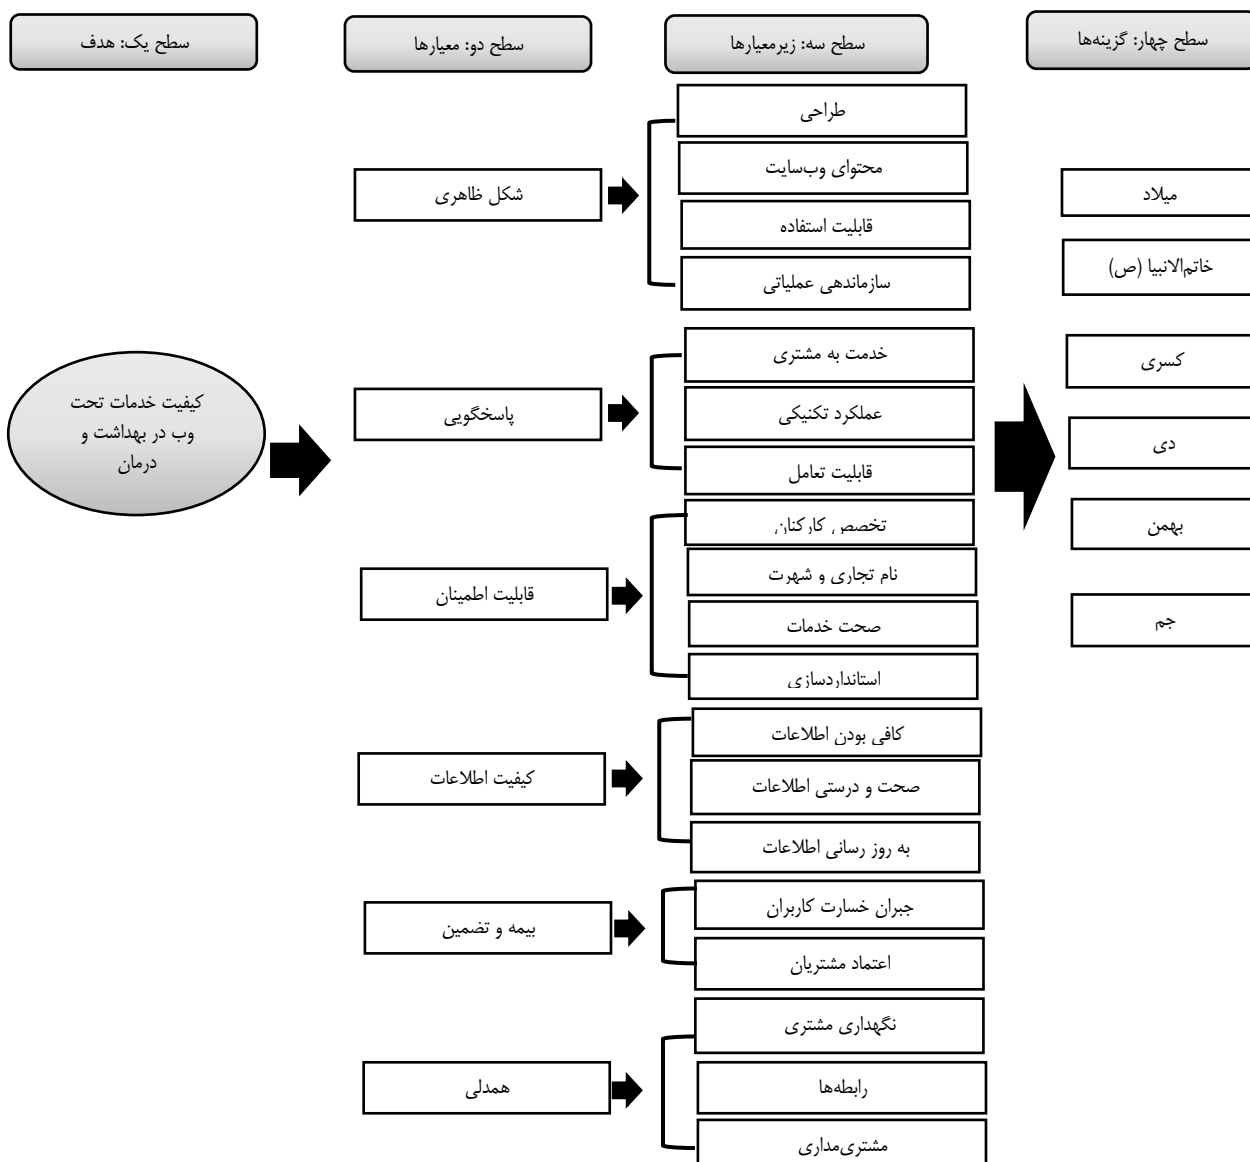 سطح یک: هدف
سطح دو: معیارها
سطح سه: زیرمعیارها
سطح چهار: گزینه‌ها
کیفیت خدمات تحت
وب در بهداشت و
درمان
شکل ظاهری
پاسخگویی
قابلیت اطمینان
کیفیت اطلاعات
بیمه و تضمین
همدلی
طراحی
محتوای وب‌سایت
قابلیت استفاده
سازماندهی عملیاتی
خدمت به مشتری
عملکرد تکنیکی
قابلیت تعامل
تخصص کارکنان
نام تجاری و شهرت
صحت خدمات
استانداردسازی
کافی بودن اطلاعات
صحت و درستی اطلاعات
به روز رسانی اطلاعات
جبران خسارت کاربران
اعتماد مشتریان
نگهداری مشتری
رابطه‌ها
مشتری‌مداری
میلاد
خاتم‌الانبیا (ص)
کسری
دی
بهمن
جم